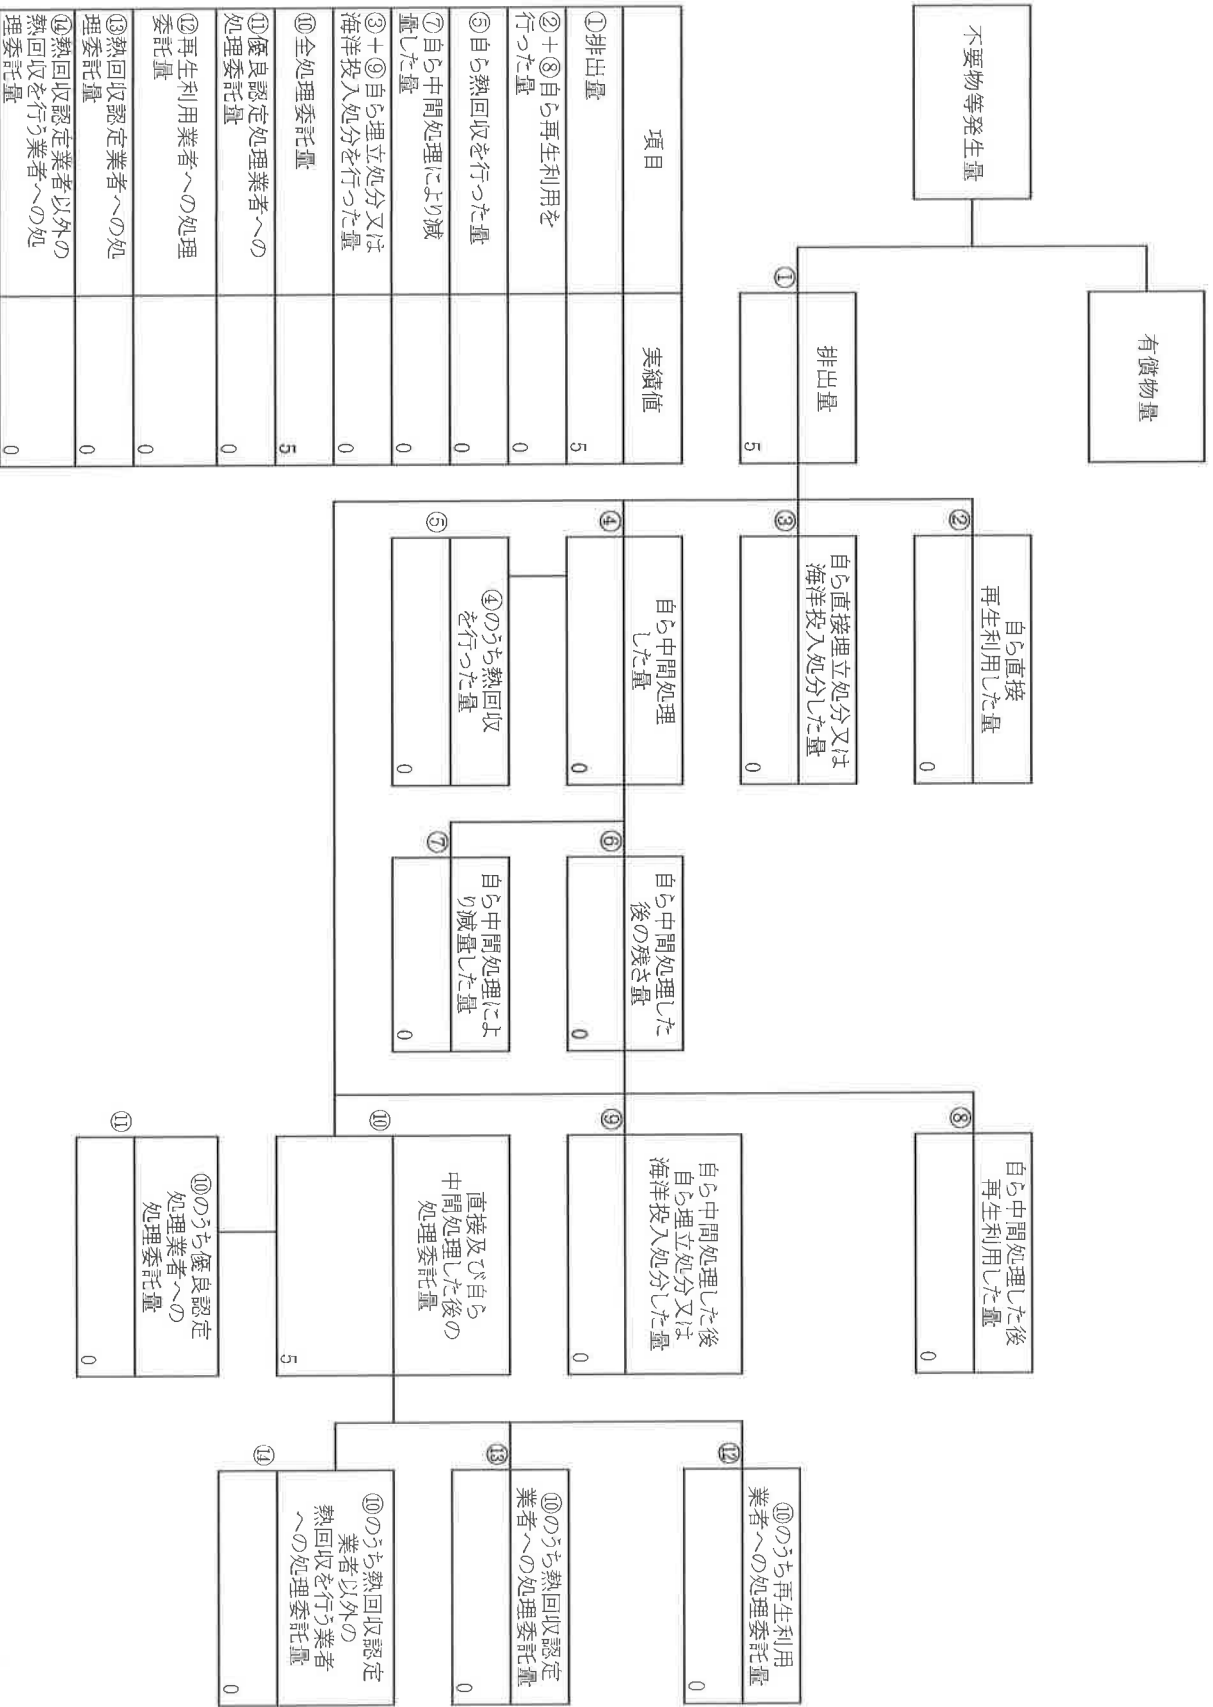 不要物等発生量
有償物量
①
排出量
5
②
自ら直接
再生利用した量
0
③
自ら直接埋立処分又は
海洋投入処分した量
0
④
自ら中間処理
した量
0
⑤
④のうち熱回収
を行った量
0
⑥
自ら中間処理した
後の残さ量
0
⑦
自ら中間処理によ
り減量した量
0
⑧
自ら中間処理した後
再生利用した量
0
⑨
自ら中間処理した後
自ら埋立処分又は
海洋投入処分した量
0
⑩
直接及び自ら
中間処理した後の
処理委託量
5
⑪
⑩のうち優良認定
処理業者への
処理委託量
0
⑫
⑩のうち再生利用
業者への処理委託量
0
⑬
⑩のうち熱回収認定
業者への処理委託量
0
⑭
⑩のうち熱回収認定
業者以外の
熱回収を行う業者
への処理委託量
0
項目 実績値
①排出量 5
②+⑧自ら再生利用を
行った量 0
⑤自ら熱回収を行った量 0
⑦自ら中間処理により減
量した量 0
③+⑨自ら埋立処分又は
海洋投入処分を行った量 0
⑩全処理委託量 5
⑪優良認定処理業者への
処理委託量 0
⑫再生利用業者への処理
委託量 0
⑬熱回収認定業者への処
理委託量 0
⑭熱回収認定業者以外の
熱回収を行う業者への処
理委託量 0